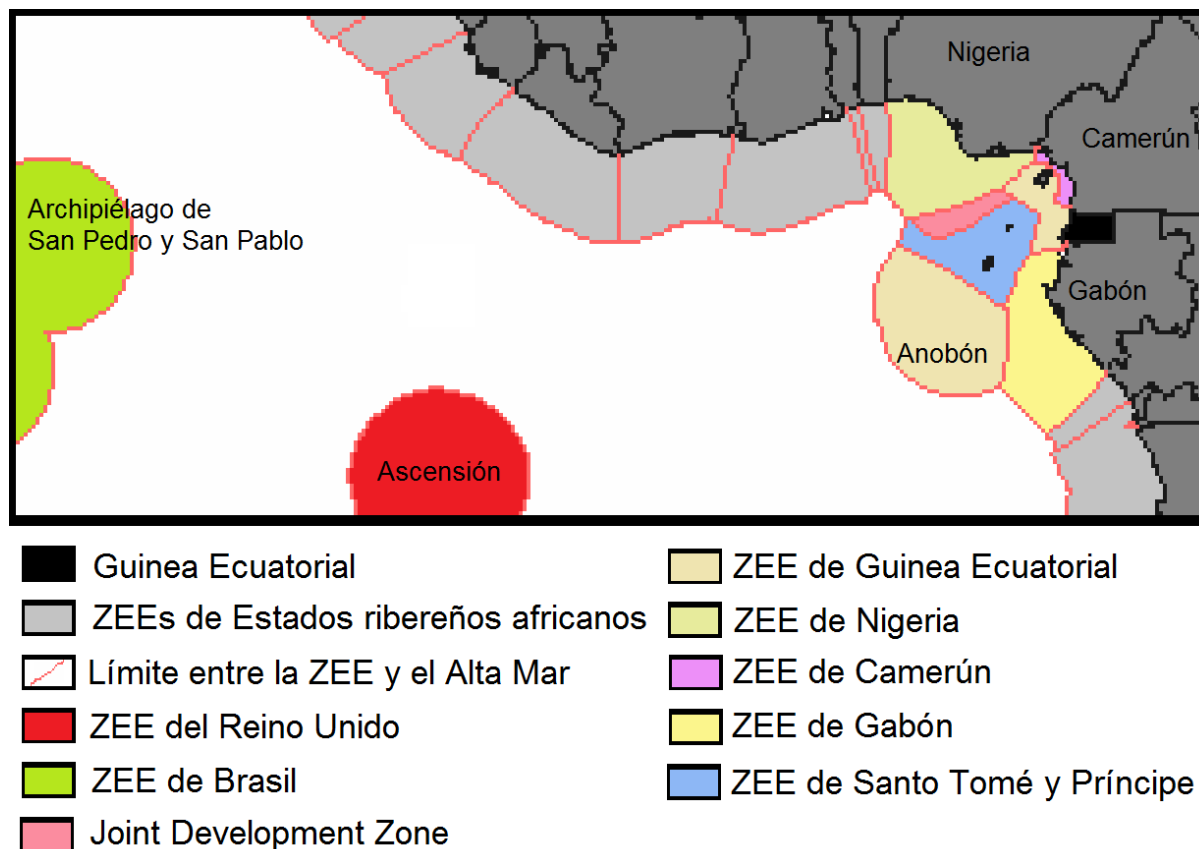 Nigeria
Camerún
Archipiélago de
San Pedro y San Pablo
Gabón
Anobón
Ascensión
Guinea Ecuatorial
ZEEs de Estados ribereños africanos
Límite entre la ZEE y el Alta Mar
ZEE del Reino Unido
ZEE de Brasil
Joint Development Zone
ZEE de Guinea Ecuatorial
ZEE de Nigeria
ZEE de Camerún
ZEE de Gabón
ZEE de Santo Tomé y Príncipe